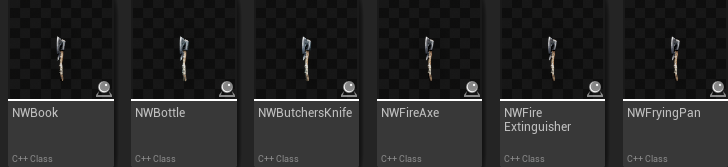 NWBook
NWBottle
NWButchersKnife
NWFireAxe
NWFire
Extinguisher
NWFryingPan
C++ Class
C++ Class
C++ Class
C++ Class
C++ Class
C++ Class